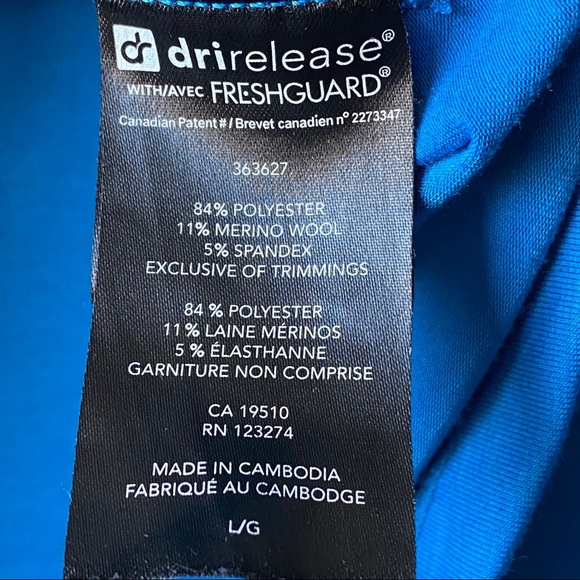 dr drirelease®
WITH/AVEC FRESHGUARD®
Canadian Patent # / Brevet canadien nº 2273347
363627
84% POLYESTER
11% MERINO WOOL
5% SPANDEX
EXCLUSIVE OF TRIMMINGS
84 % POLYESTER
11 % LAINE MÉRINOS
5 % ÉLASTHANNE
GARNITURE NON COMPRISE
CA 19510
RN 123274
MADE IN CAMBODIA
FABRIQUÉ AU CAMBODGE
L/G